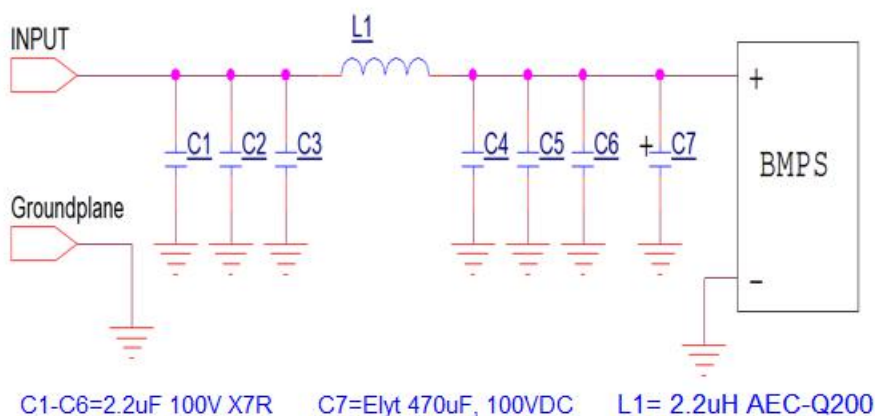 INPUT
L1
C1
C2
C3
C4
C5
C6
+
C7
+
BMPS
-
Groundplane
C1-C6=2.2uF 100V X7R
C7=Elyt 470uF, 100VDC
L1= 2.2uH AEC-Q200